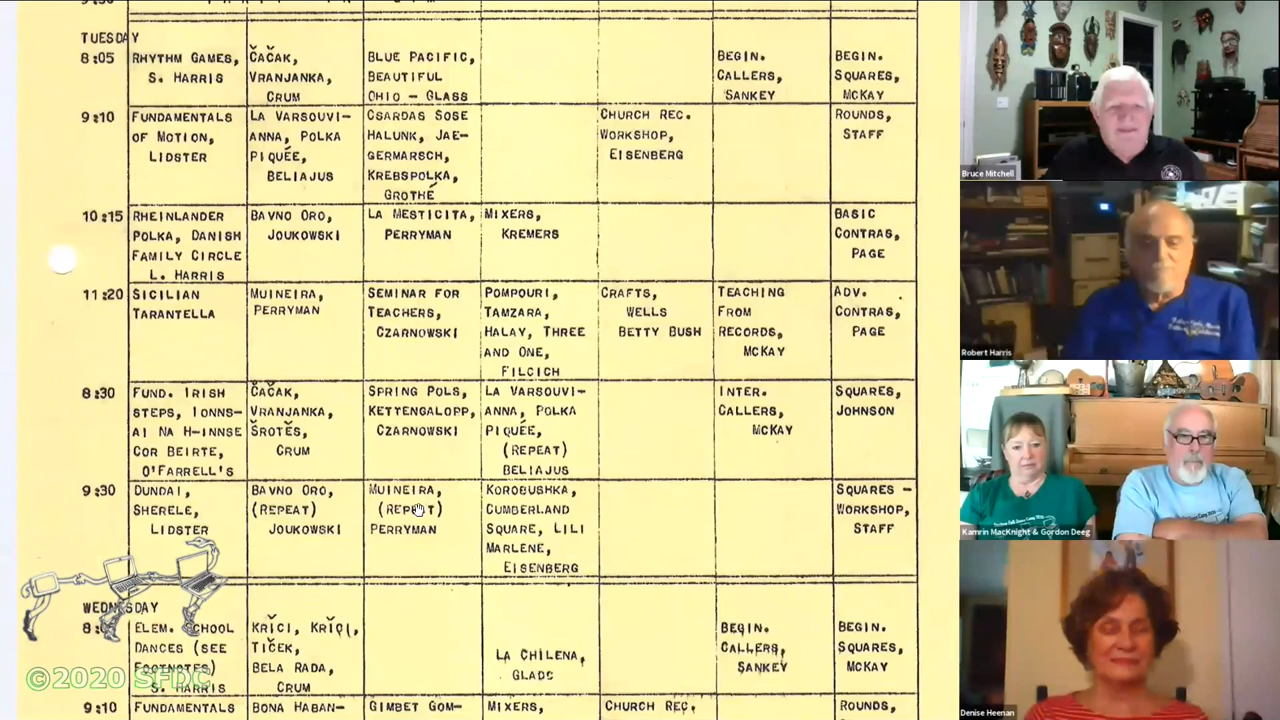 TUESDAY
8:05
RHYTHM GAMES,
S. HARRIS
ČAČAK,
VRANJANKA,
CRUM
BLUE PACIFIC,
BEAUTIFUL
OHIO – GLASS
BEGIN.
CALLERS,
SANKEY
BEGIN.
SQUARES,
MCKAY
9:10
FUNDAMENTALS
OF MOTION,
LIDSTER
LA VARSOUVI-
ANNA, POLKA
PIQUÉE,
BELIAJUS
CSARDAS SOSE
HALUNK, JAE-
GERMARSCH,
KREBSPOLKA,
GROTHÉ
CHURCH REC.
WORKSHOP,
EISENBERG
ROUNDS,
STAFF
10:15
RHEINLANDER
POLKA, DANISH
FAMILY CIRCLE
L. HARRIS
BAVNO ORO,
JOUKOWSKI
LA MESTICITA,
PERRYMAN
MIXERS,
KREMERS
BASIC
CONTRAS,
PAGE
11:20
SICILIAN
TARANTELLA
MUINEIRA,
PERRYMAN
SEMINAR FOR
TEACHERS,
CZARNOWSKI
POMPOURI,
TAMZARA,
HALAY, THREE
AND ONE,
FILCICH
CRAFTS,
WELLS
BETTY BUSH
TEACHING
FROM
RECORDS,
MCKAY
ADV.
CONTRAS,
PAGE
8:30
FUND. IRISH
STEPS, IONNS-
AI NA H-INNSE
COR BEIRTE,
O'FARRELL'S
ČAČAK,
VRANJANKA,
ŠROTĚS,
CRUM
SPRING POLS,
KETTENGALOPP,
CZARNOWSKI
LA VARSOUVI-
ANNA, POLKA
PIQUÉE,
(REPEAT)
BELIAJUS
INTER.
CALLERS,
MCKAY
SQUARES,
JOHNSON
9:30
DUNDAI,
SHERELE,
LIDSTER
BAVNO ORO,
(REPEAT)
JOUKOWSKI
MUINEIRA,
(REPEAT)
PERRYMAN
KOROBUSHKA,
CUMBERLAND
SQUARE, LILI
MARLENE,
EISENBERG
SQUARES –
WORKSHOP,
STAFF
WEDNESDAY
ELEM. SCHOOL
DANCES (SEE
FOOTNOTES)
S. HARRIS
KRÍCI, KRÍCI,
TIČEK,
BELA RADA,
CRUM
LA CHILENA,
GLADS
BEGIN.
CALLERS,
SANKEY
BEGIN.
SQUARES,
MCKAY
9:10
FUNDAMENTALS
BONA HABAN-
GIMBET GOM-
MIXERS,
CHURCH REC.
ROUNDS,
©2020 SFDC
Bruce Mitchell
Robert Harris
Kamrin MacKnight & Gordon Deeg
Denise Heenan